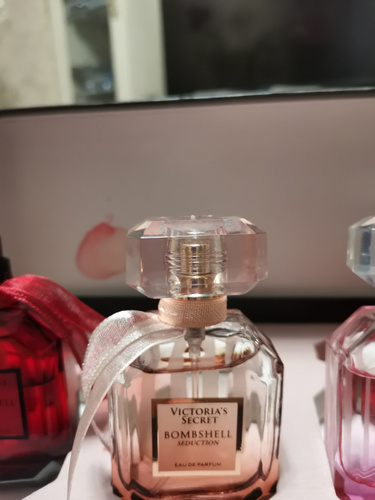 VICTORIA'S
SECRET
BOMBSHELL
SEDUCTION
EAU DE PARFUM